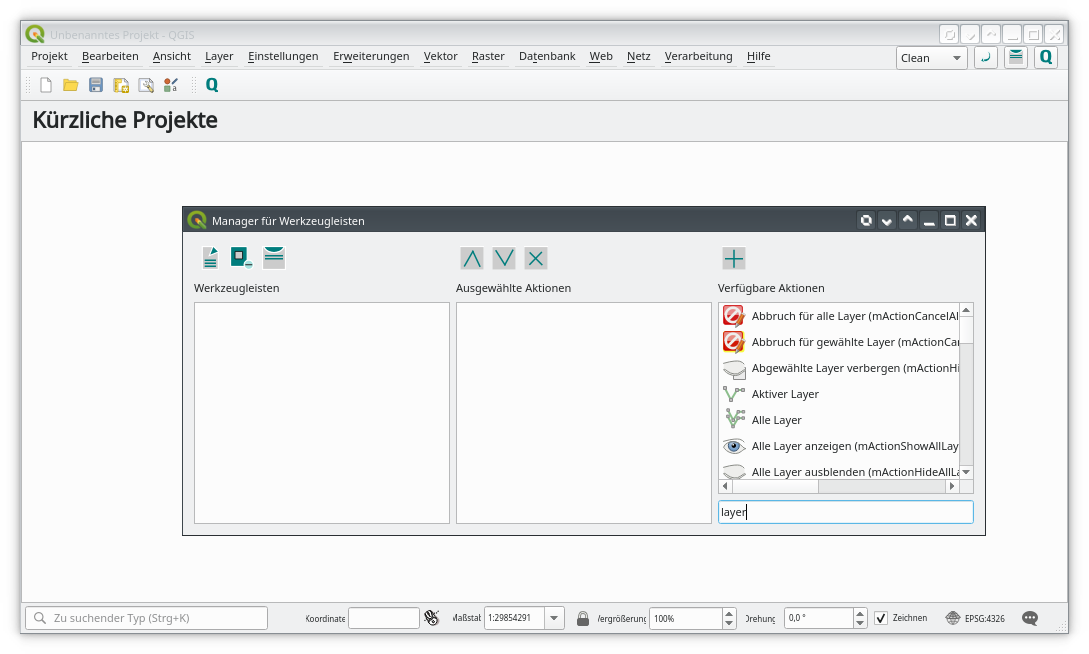 Unbenanntes Projekt - QGIS
Projekt Bearbeiten Ansicht Layer Einstellungen Erweiterungen Vektor Raster Datenbank Web Netz Verarbeitung Hilfe Clean
Kürzliche Projekte
Manager für Werkzeugleisten
Werkzeugleisten Ausgewählte Aktionen Verfügbare Aktionen
Abbruch für alle Layer (mActionCancelAl
Abbruch für gewählte Layer (mActionCan
Abgewählte Layer verbergen (mActionHi
Aktiver Layer
Alle Layer
Alle Layer anzeigen (mActionShowAllLay
Alle Layer ausblenden (mActionHideAllLa
layer
Zu suchender Typ (Strg+K) Koordinate Maßstab 1:29854291 Vergrößerung 100% Drehung 0,0 ° Zeichnen EPSG:4326